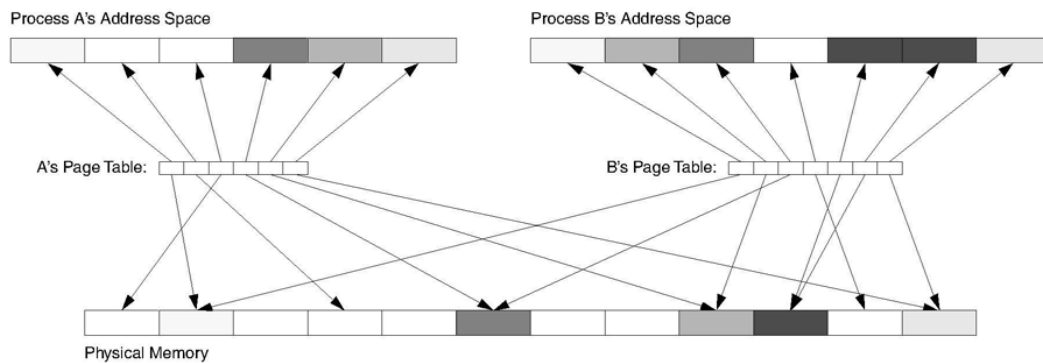 Process A's Address Space
Process B's Address Space
A's Page Table:
B's Page Table:
Physical Memory